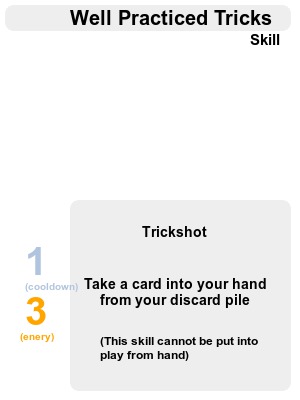 Well Practiced Tricks
Skill
Trickshot
1
(cooldown)
3
(enery)
Take a card into your hand
from your discard pile
(This skill cannot be put into
play from hand)